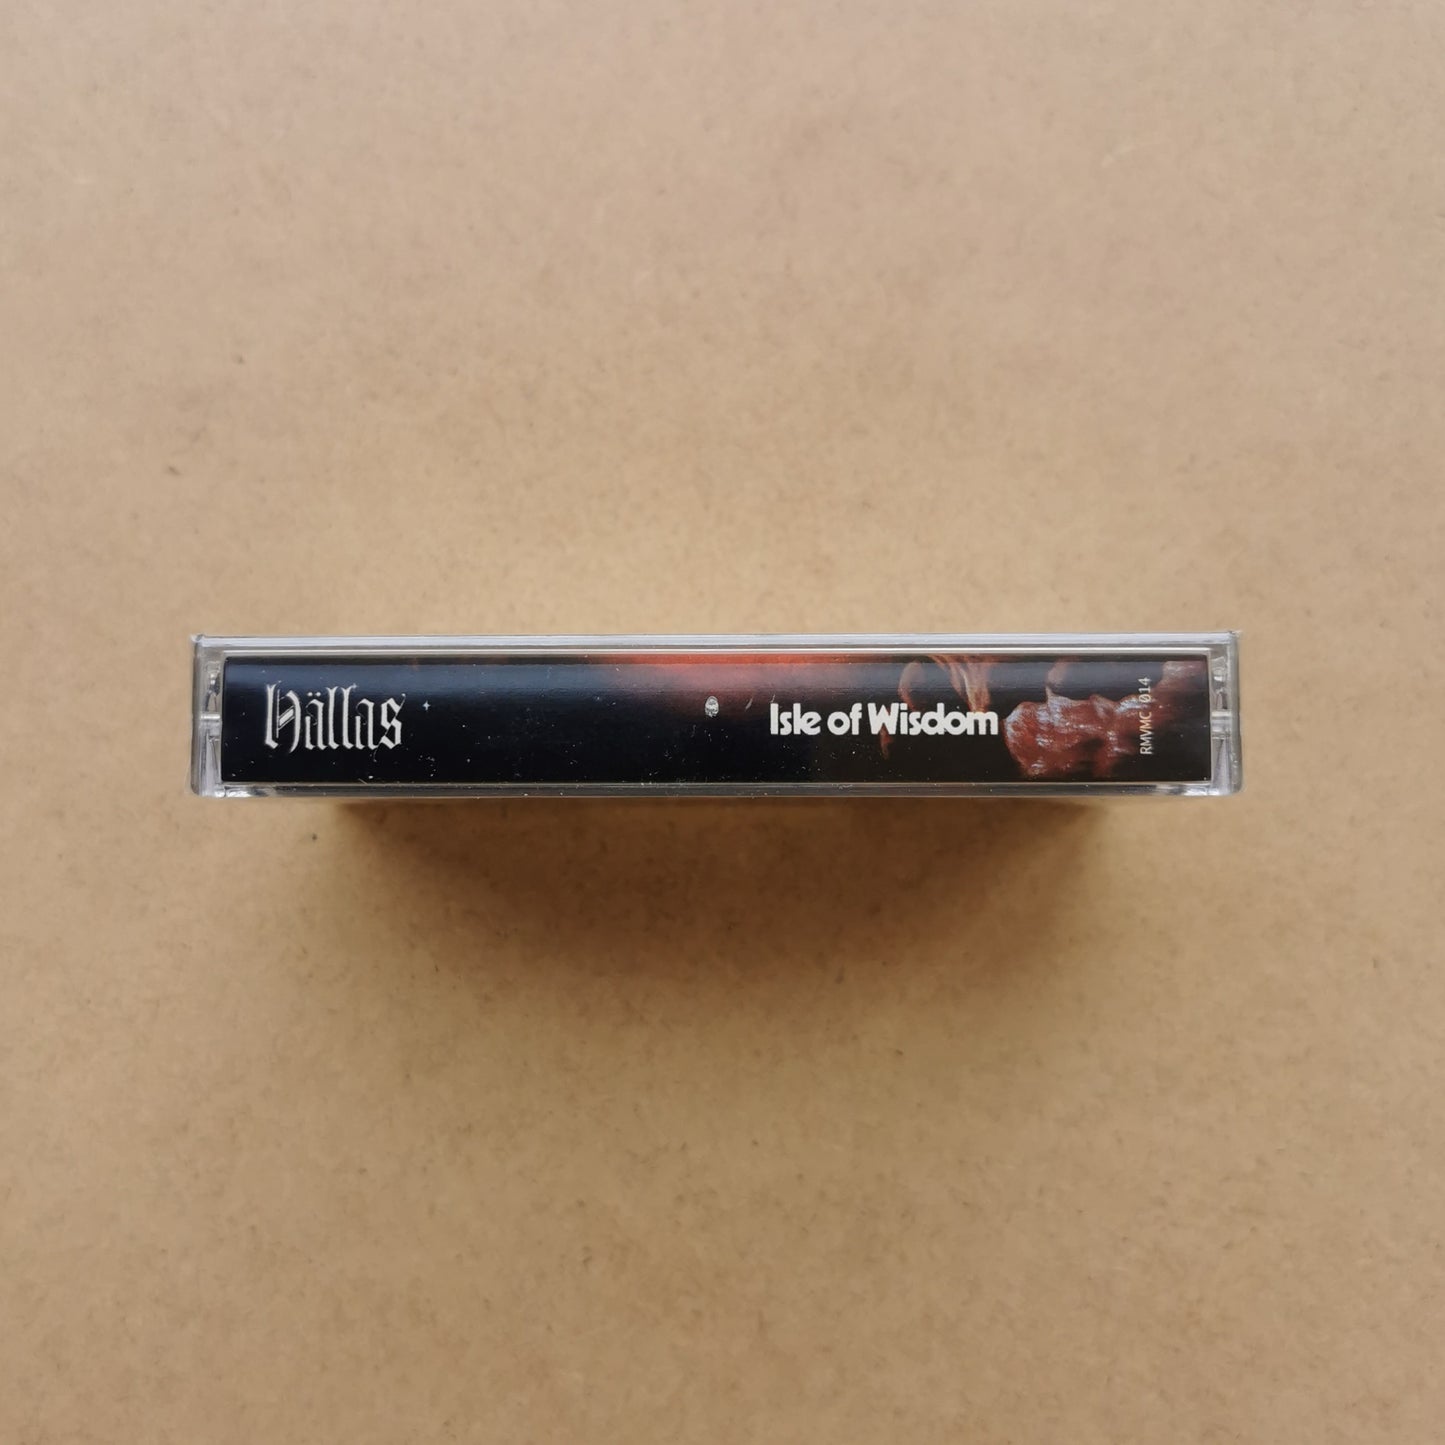 Hällas
Isle of Wisdom
RMVMC 014